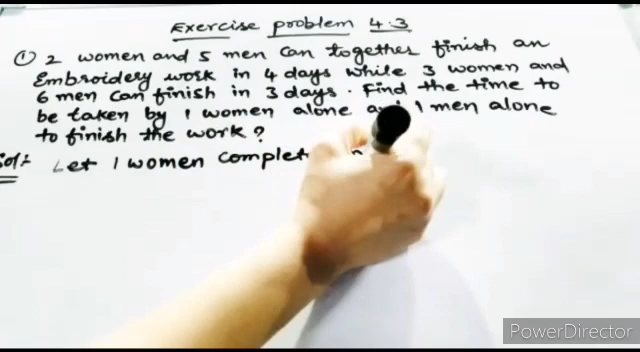 Exercise problem 4.3
① 2 women and 5 men can together finish an
Embroidery work in 4 days while 3 women and
6 men can finish in 3 days. Find the time to
be taken by 1 women alone 1 men alone
to finish the work?
Let 1 women complet
PowerDirector